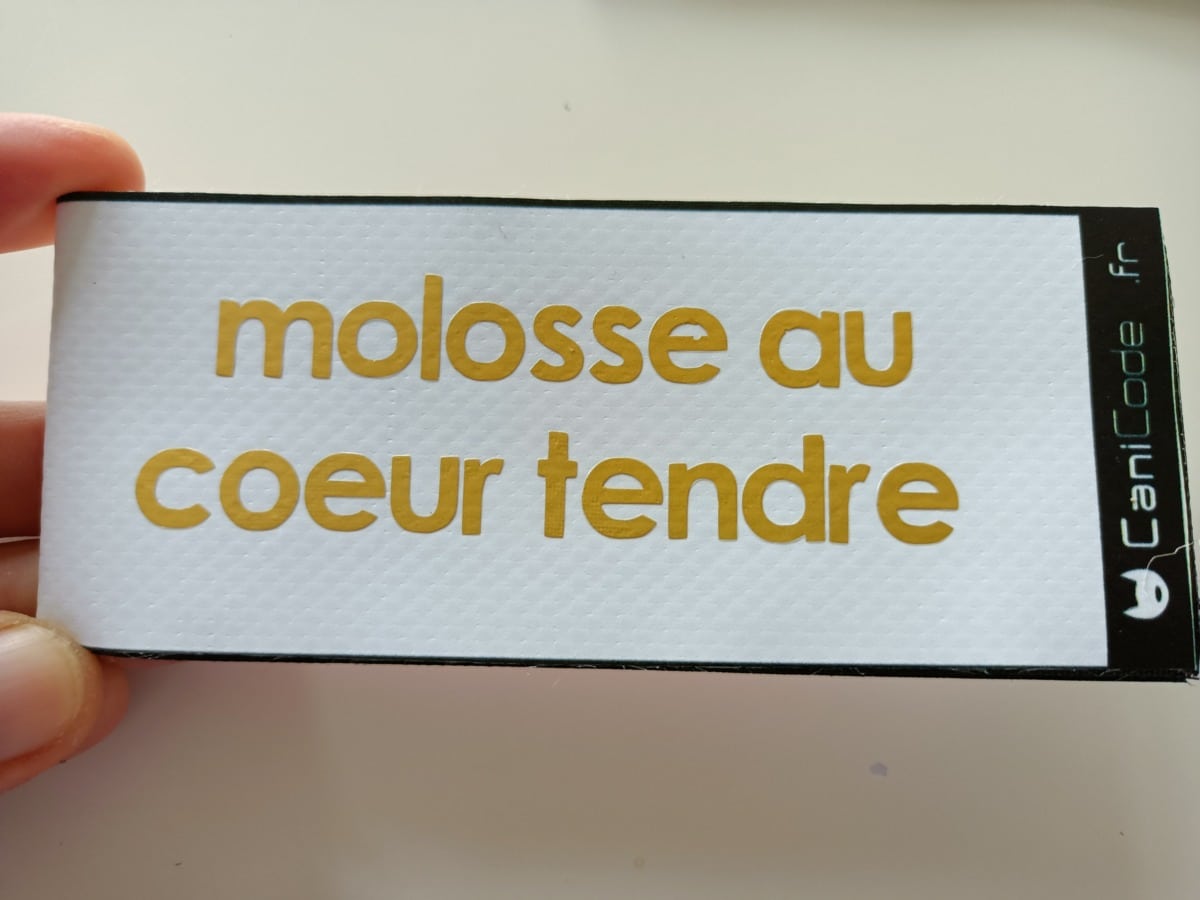 molosse au
coeur tendre
CaniCode.fr